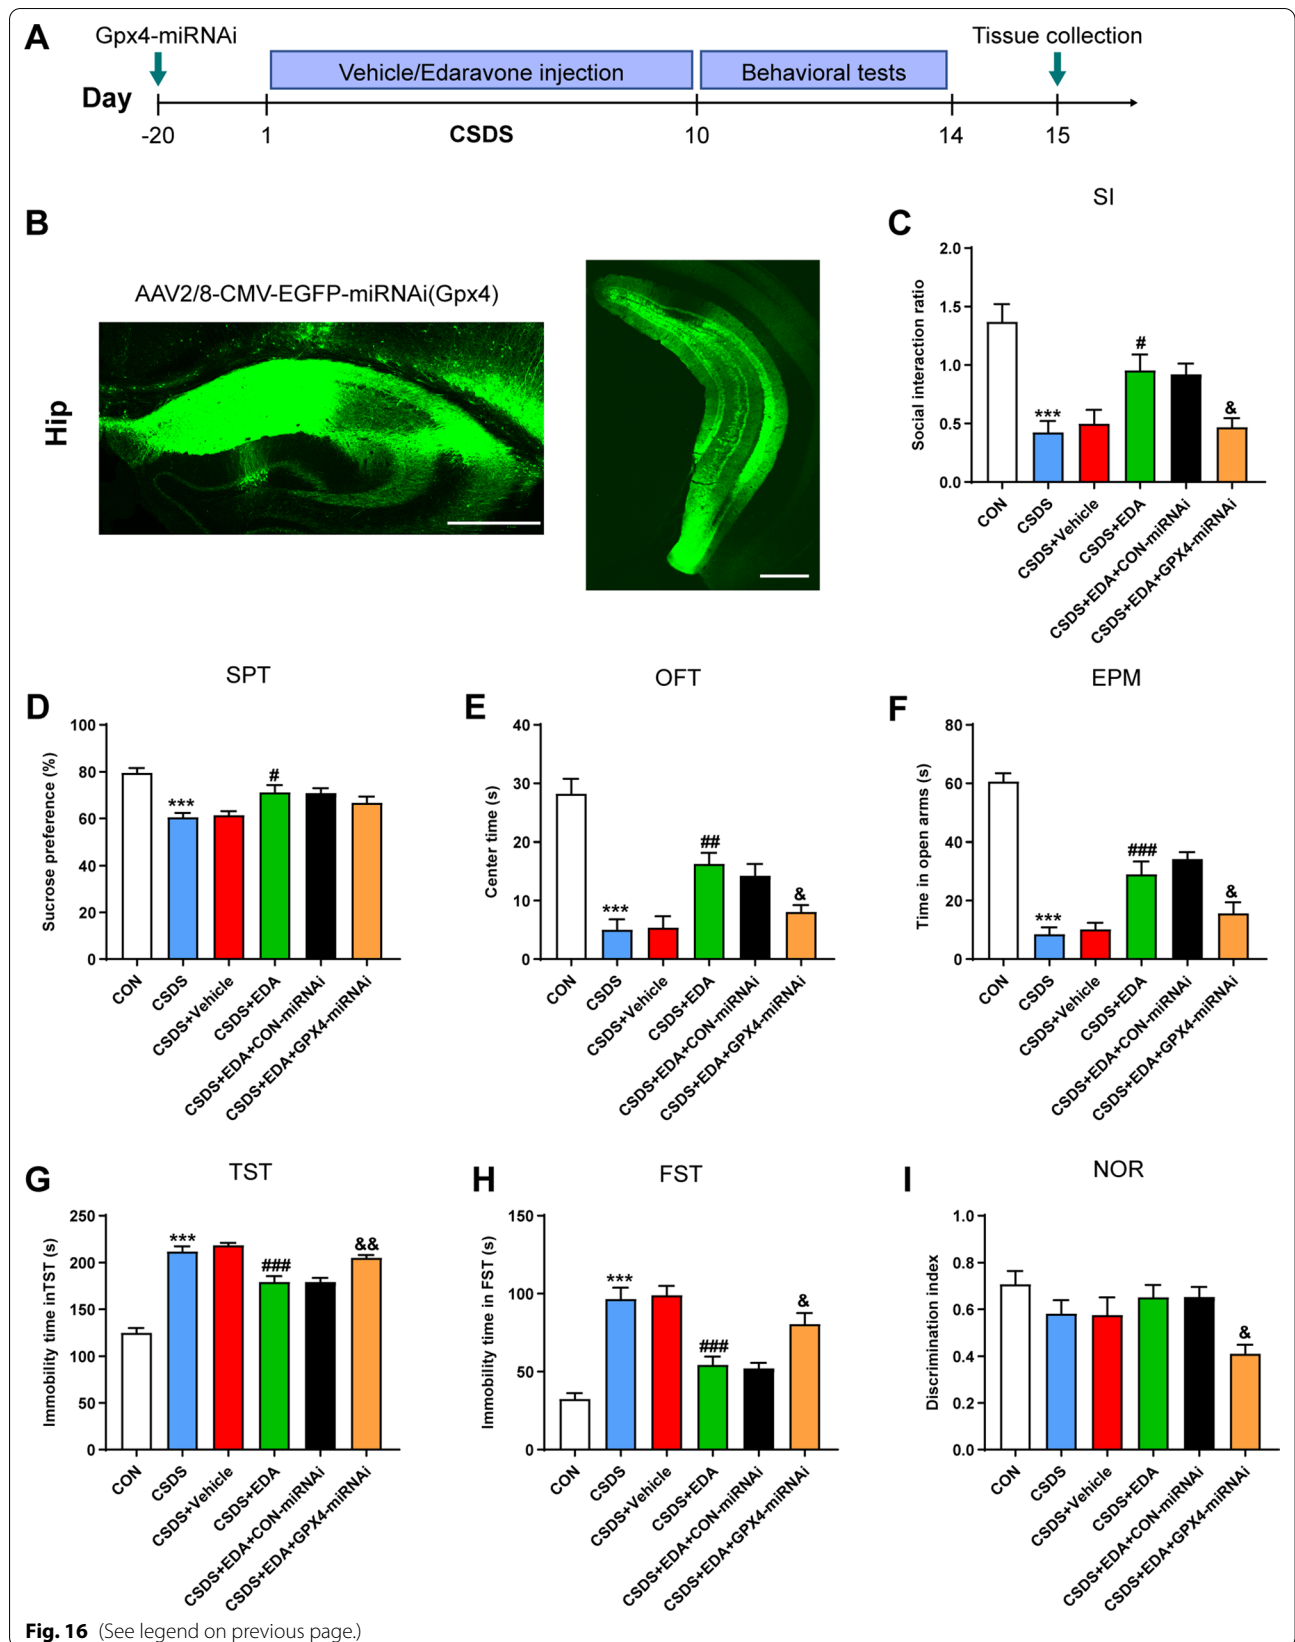 A
Gpx4-miRNAi
Tissue collection
Vehicle/Edaravone injection
Behavioral tests
Day
-20
1
CSDS
10
14
15
B
AAV2/8-CMV-EGFP-miRNAi(Gpx4)
Hip
C
SI
Social interaction ratio
2.0
1.5
1.0
0.5
0.0
***
#
&
CON
CSDS
CSDS+Vehicle
CSDS+EDA
CSDS+EDA+CON-miRNAi
CSDS+EDA+GPX4-miRNAi
D
SPT
Sucrose preference (%)
100
80
60
40
20
0
***
#
CON
CSDS
CSDS+Vehicle
CSDS+EDA
CSDS+EDA+CON-miRNAi
CSDS+EDA+GPX4-miRNAi
E
OFT
Center time (s)
40
30
20
10
0
***
##
&
CON
CSDS
CSDS+Vehicle
CSDS+EDA
CSDS+EDA+CON-miRNAi
CSDS+EDA+GPX4-miRNAi
F
EPM
Time in open arms (s)
80
60
40
20
0
***
###
&
CON
CSDS
CSDS+Vehicle
CSDS+EDA
CSDS+EDA+CON-miRNAi
CSDS+EDA+GPX4-miRNAi
G
TST
Immobility time inTST (s)
250
200
150
100
50
0
***
###
&&
CON
CSDS
CSDS+Vehicle
CSDS+EDA
CSDS+EDA+CON-miRNAi
CSDS+EDA+GPX4-miRNAi
H
FST
Immobility time in FST (s)
150
100
50
0
***
###
&
CON
CSDS
CSDS+Vehicle
CSDS+EDA
CSDS+EDA+CON-miRNAi
CSDS+EDA+GPX4-miRNAi
I
NOR
Discrimination index
1.0
0.8
0.6
0.4
0.2
0.0
&
CON
CSDS
CSDS+Vehicle
CSDS+EDA
CSDS+EDA+CON-miRNAi
CSDS+EDA+GPX4-miRNAi
Fig. 16 (See legend on previous page.)